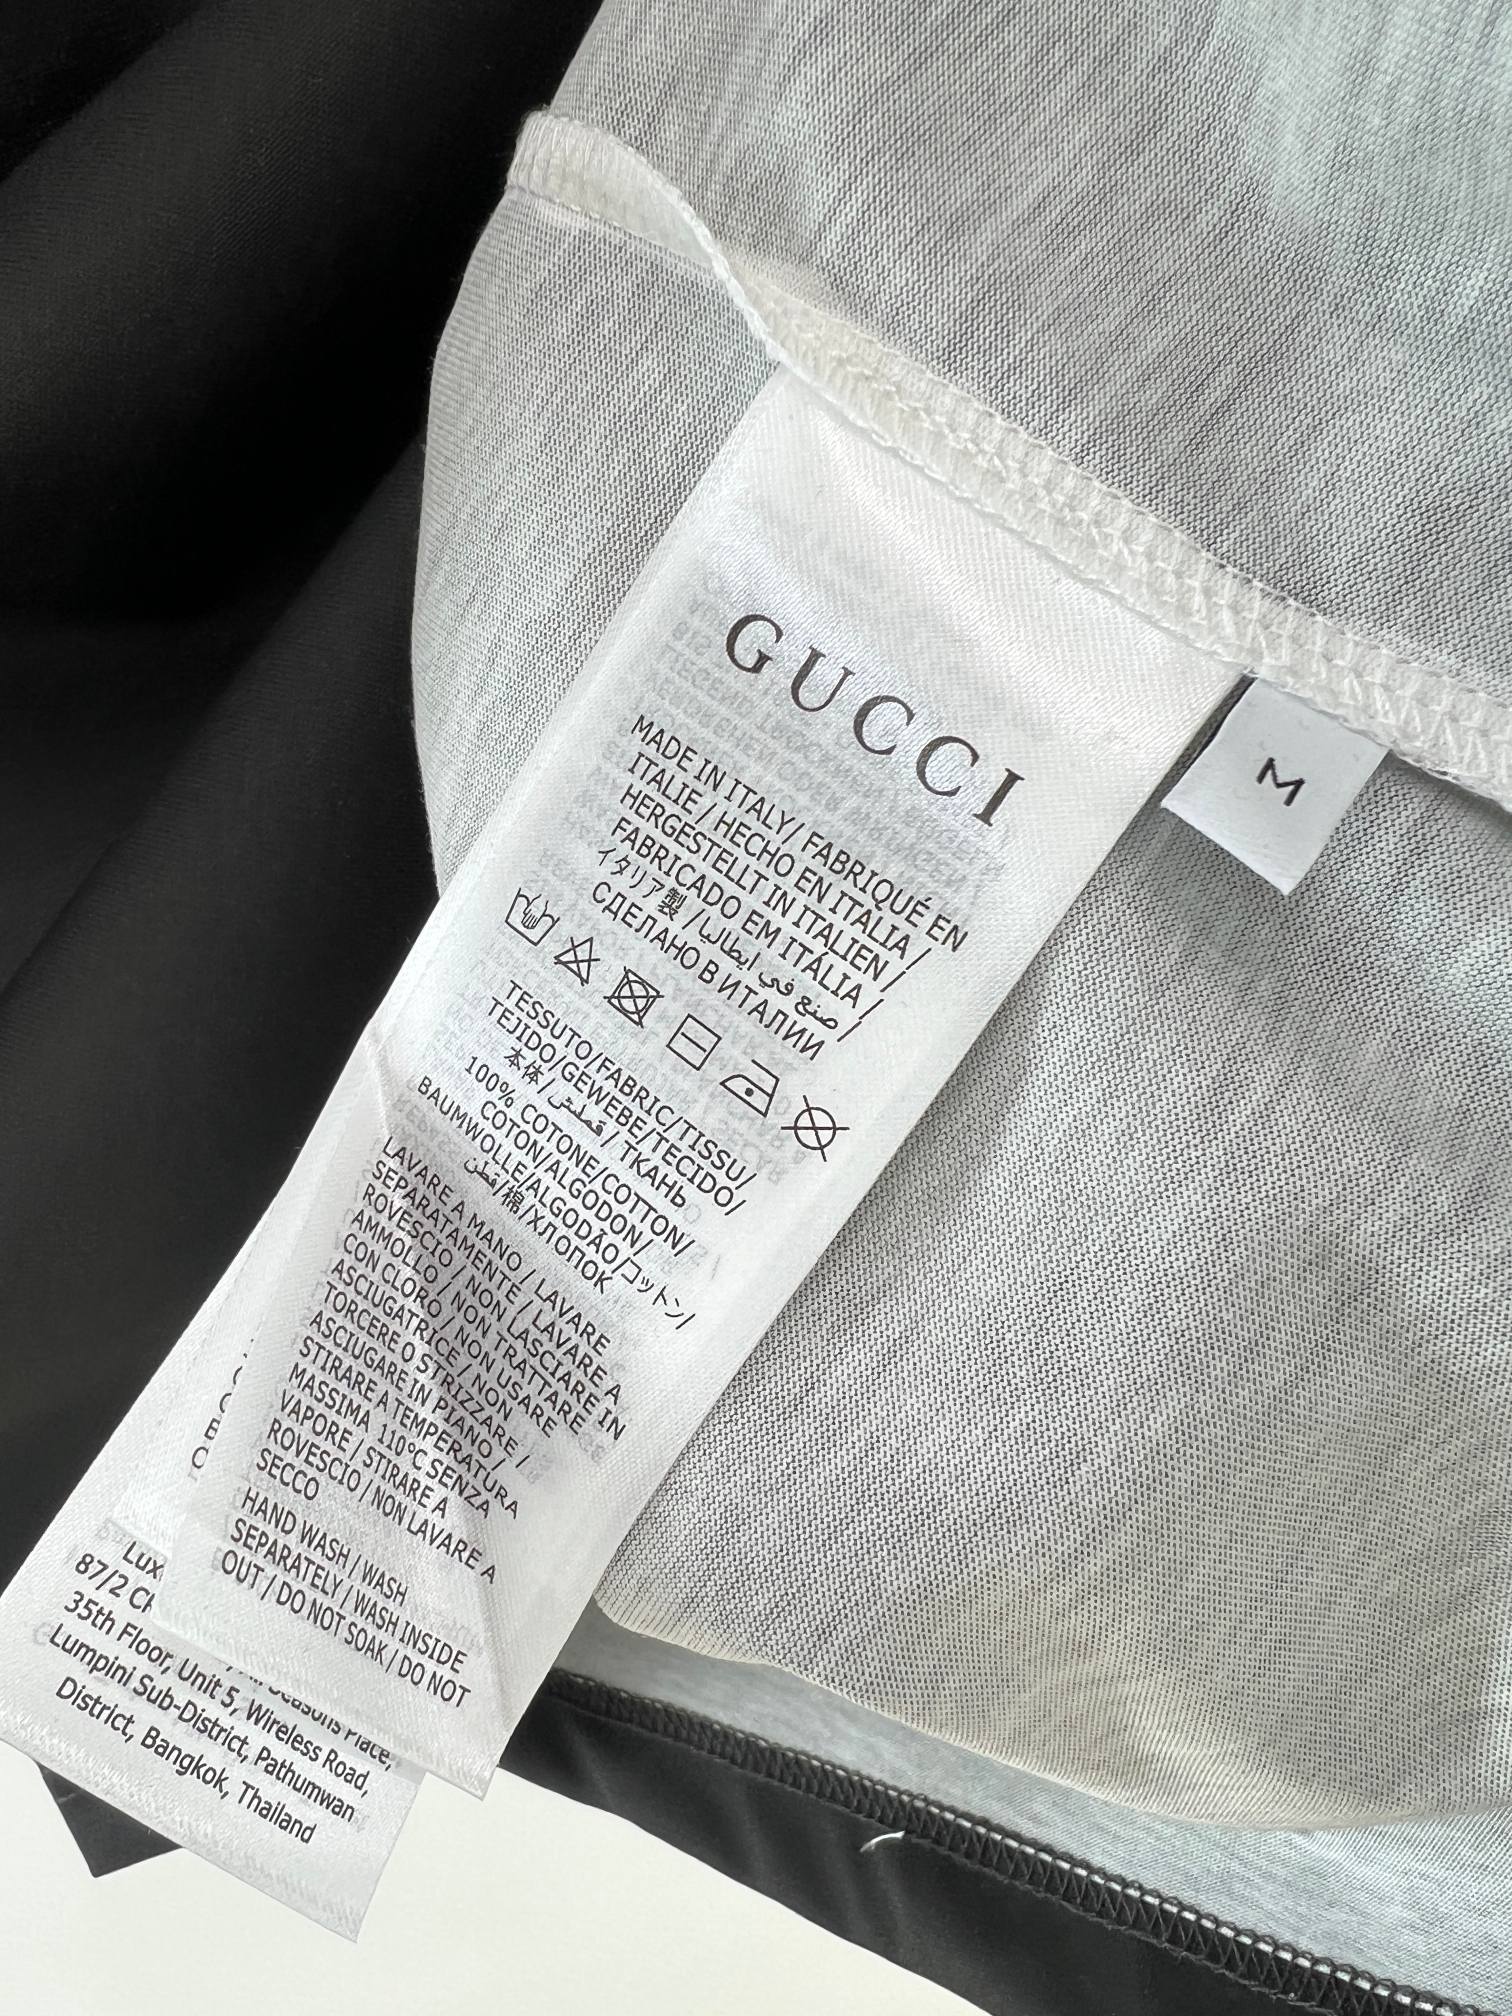 GUCCI
M
MADE IN ITALY/ FABRIQUÉ EN
ITALIE / HECHO EN ITALIA /
HERGESTELLT IN ITALIEN /
FABRICADO EM ITÁLIA /
イタリア製 / صنع في ايطاليا /
СДЕЛАНО В ИТАЛИИ
TESSUTO/FABRIC/TISSU/
TEJIDO/GEWEBE/TECIDO/
本体/ قطش / ТКАНЬ
100% COTONE/COTTON/
COTON/ALGODON/
BAUMWOLLE/ALGODÃO/コットン/
قطن/棉/ХЛОПОК
LAVARE A MANO / LAVARE
SEPARATAMENTE / LAVARE A
ROVESCIO / NON LASCIARE IN
AMMOLLO / NON TRATTARE
CON CLORO / NON USARE
ASCIUGATRICE / NON
TORCERE O STRIZZARE /
ASCIUGARE IN PIANO /
STIRARE A TEMPERATURA
MASSIMA 110°C SENZA
VAPORE / STIRARE A
ROVESCIO / NON LAVARE A
SECCO
HAND WASH / WASH
SEPARATELY / WASH INSIDE
OUT / DO NOT SOAK / DO NOT
87/2
Place,
35th Floor, Unit 5, Wireless Road,
Lumpini Sub-District, Pathumwan
District, Bangkok, Thailand